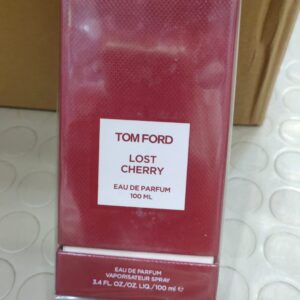 TOM FORD
LOST
CHERRY
EAU DE PARFUM
100 ML
EAU DE PARFUM
VAPORISATEUR SPRAY
3.4 FL. OZ/OZ. LIQ./100 ml ℮